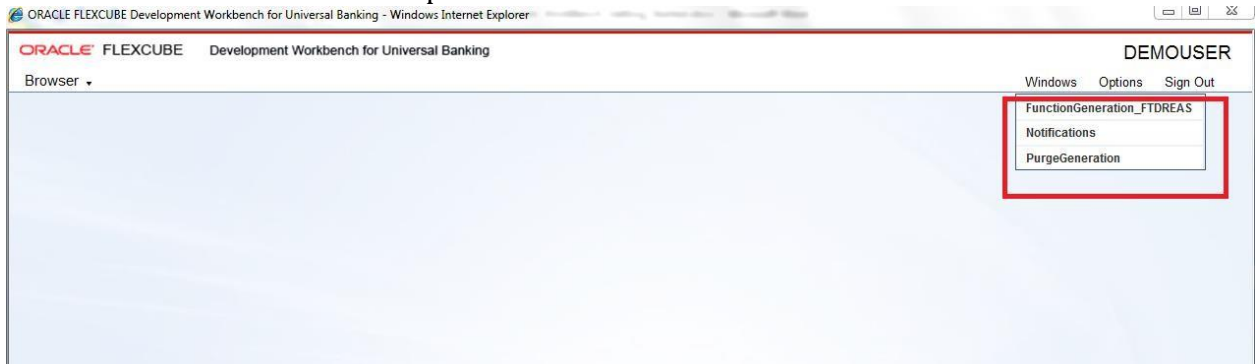 ORACLE FLEXCUBE Development Workbench for Universal Banking - Windows Internet Explorer
ORACLE FLEXCUBE Development Workbench for Universal Banking DEMOUSER
Browser Windows Options Sign Out
FunctionGeneration_FTDREAS
Notifications
PurgeGeneration